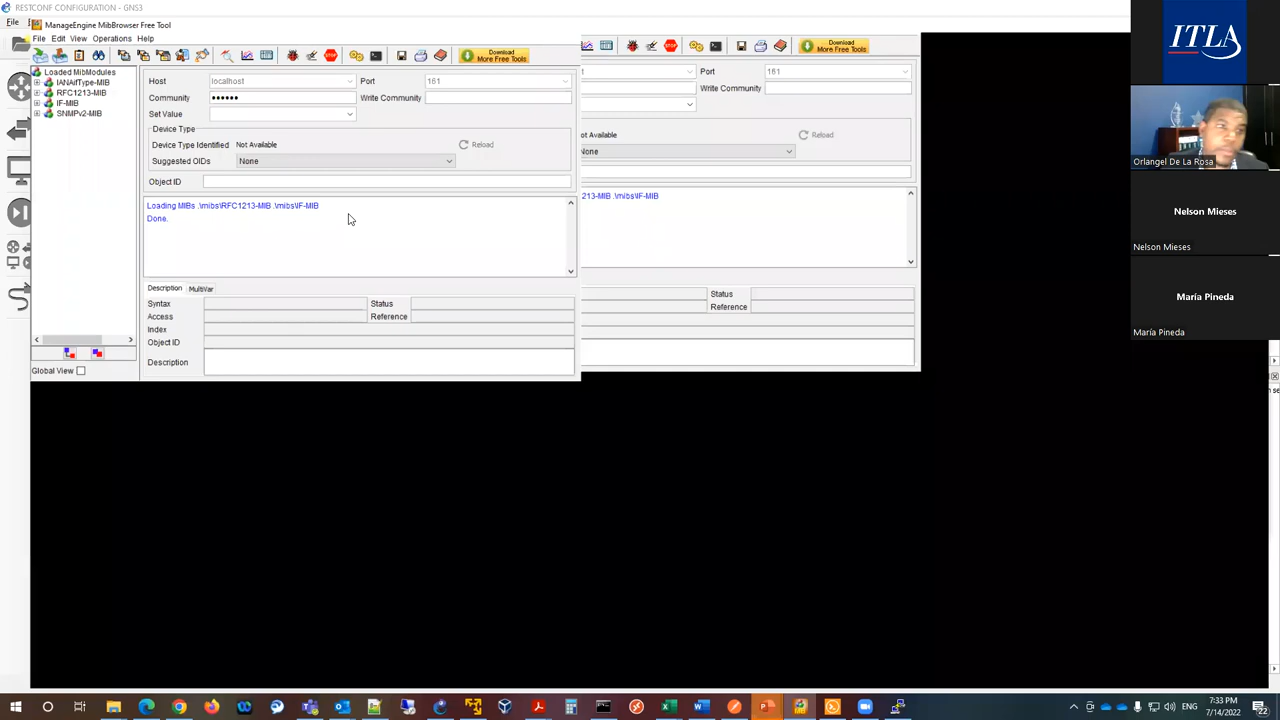 RESTCONF CONFIGURATION - GNS3
File
ManageEngine MibBrowser Free Tool
File Edit View Operations Help
Download
More Free Tools
Download
More Free Tools
Loaded MibModules
IANAifType-MIB
RFC1213-MIB
IF-MIB
SNMPv2-MIB
Host localhost Port 161
Community •••••• Write Community
Set Value
Device Type
Device Type Identified Not Available Reload
Suggested OIDs None
Object ID
Loading MIBs .\mibs\RFC1213-MIB .\mibs\IF-MIB
Done.
Description MultiVar
Syntax Status
Access Reference
Index
Object ID
Description
Global View
t Port 161
Write Community
ot Available Reload
None
213-MIB .\mibs\IF-MIB
Status
Reference
ITLA
Orlangel De La Rosa
Nelson Mieses
Nelson Mieses
María Pineda
María Pineda
ENG
7:33 PM
7/14/2022
22